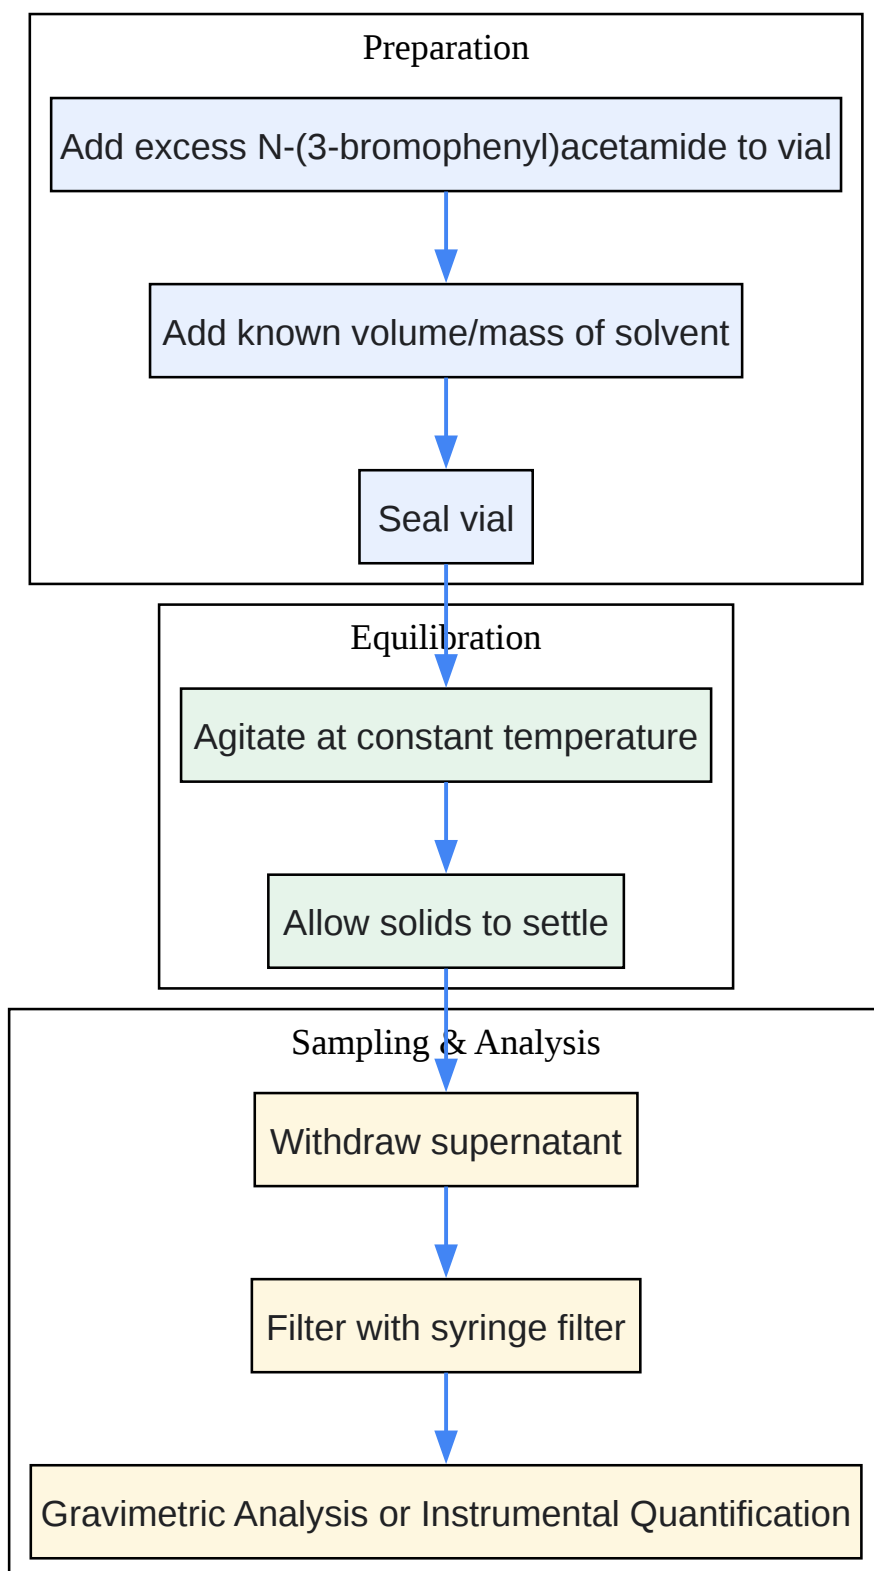 Preparation
Add excess N-(3-bromophenyl)acetamide to vial
Add known volume/mass of solvent
Seal vial
Equilibration
Agitate at constant temperature
Allow solids to settle
Sampling & Analysis
Withdraw supernatant
Filter with syringe filter
Gravimetric Analysis or Instrumental Quantification